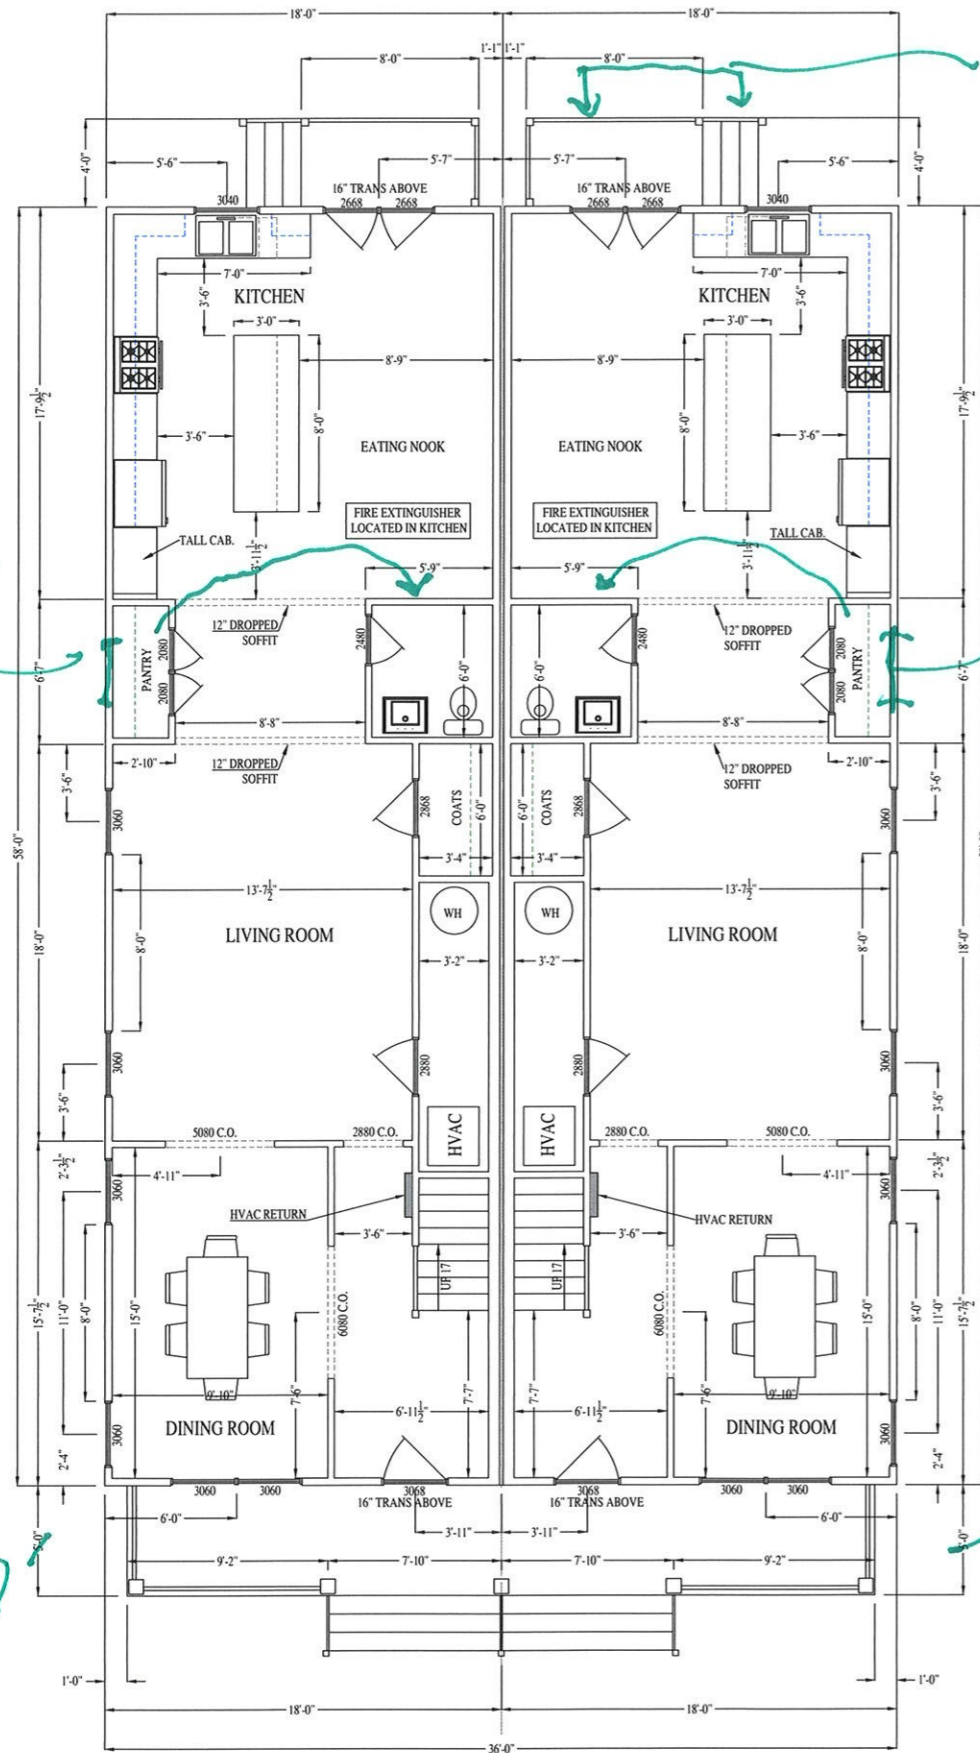 18'-0" 18'-0"
8'-0" 1'-1" 1'-1" 8'-0"
4'-0" 5'-6" 5'-7" 5'-7" 5'-6" 4'-0"
16" TRANS ABOVE 16" TRANS ABOVE
3040 2668 2668 2668 2668 3040
7'-0" 7'-0"
KITCHEN KITCHEN
3'-6" 3'-6"
3'-0" 3'-0"
8'-9" 8'-9"
17'-9½" 17'-9½"
8'-0" 8'-0"
3'-6" 3'-6"
EATING NOOK EATING NOOK
FIRE EXTINGUISHER FIRE EXTINGUISHER
LOCATED IN KITCHEN LOCATED IN KITCHEN
TALL CAB. TALL CAB.
3'-11½" 3'-11½"
5'-9" 5'-9"
12" DROPPED 12" DROPPED
SOFFIT SOFFIT
2080 2480 2480 2080
6'-7" PANTRY 6'-0" 6'-0" PANTRY 6'-7"
2080 2080
8'-8" 8'-8"
2'-10" 2'-10"
12" DROPPED 12" DROPPED
SOFFIT SOFFIT
3'-6" 3'-6"
3060 2868 COATS 6'-0" 6'-0" COATS 2868 3060
58'-0"
3'-4" 3'-4"
13'-7½" 13'-7½"
WH WH
LIVING ROOM LIVING ROOM
18'-0" 8'-0" 8'-0" 18'-0"
3'-2" 3'-2"
3060 2880 2880 3060
3'-6" 3'-6"
5080 C.O. 2880 C.O. HVAC HVAC 2880 C.O. 5080 C.O.
2'-3½" 4'-11" 4'-11" 2'-3½"
3060 3060
HVAC RETURN HVAC RETURN
3'-6" 3'-6"
UP 17 UP 17
15'-7½" 11'-0" 8'-0" 15'-0" 6080 C.O. 6080 C.O. 15'-0" 8'-0" 11'-0" 15'-7½"
9'-10" 7'-6" 7'-7" 7'-7" 7'-6" 9'-10"
6'-11½" 6'-11½"
DINING ROOM DINING ROOM
3060 3060
2'-4" 2'-4"
3060 3060 3068 3068 3060 3060
16" TRANS ABOVE 16" TRANS ABOVE
6'-0" 3'-11" 3'-11" 6'-0"
5'-0" 5'-0"
9'-2" 7'-10" 7'-10" 9'-2"
1'-0" 1'-0"
18'-0" 18'-0"
36'-0"